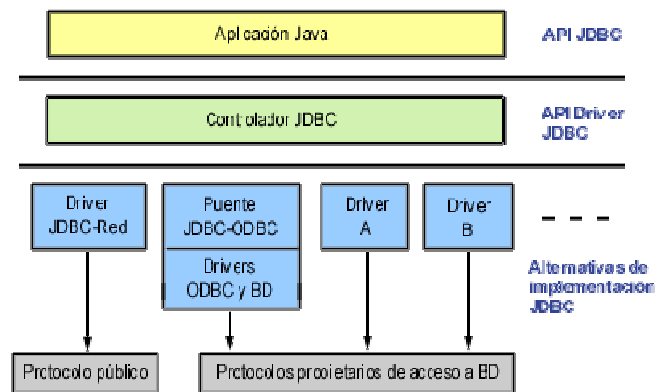 Aplicación Java
API JDBC
Controlador JDBC
API Driver
JDBC
Driver
JDBC-Red
Puente
JDBC-ODBC
Drivers
ODBC y BD
Driver
A
Driver
B
Alternativas de
implementación
JDBC
Protocolo público
Protocolos propietarios de acceso a BD